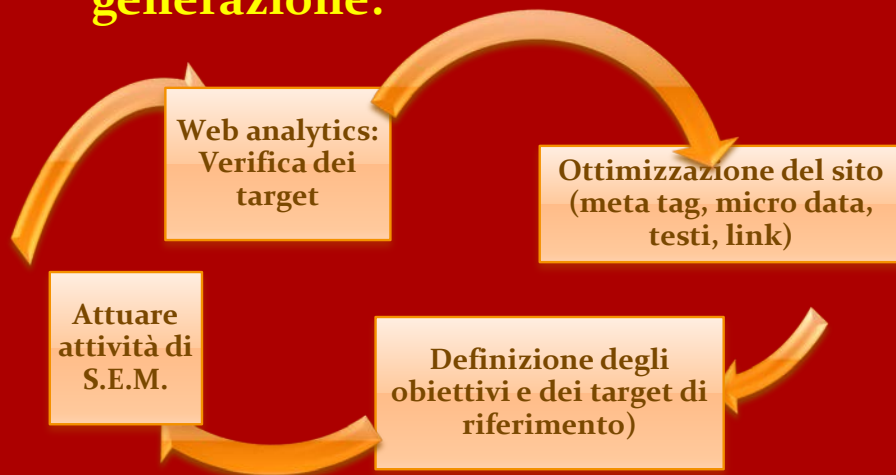 generazione:
Web analytics:
Verifica dei
target
Ottimizzazione del sito
(meta tag, micro data,
testi, link)
Definizione degli
obiettivi e dei target di
riferimento)
Attuare
attività di
S.E.M.